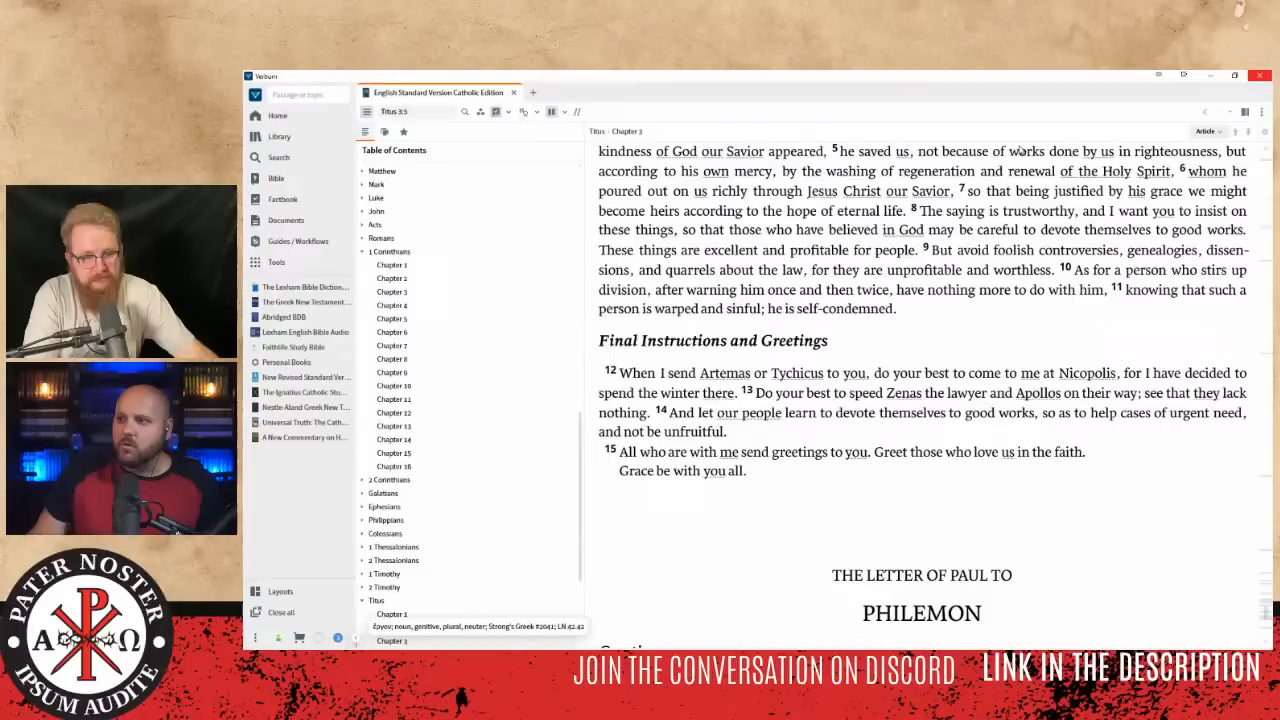 Verbum
English Standard Version Catholic Edition
Passage or topic
Titus 3:5
Home
Library
Search
Bible
Factbook
Documents
Guides / Workflows
Tools
The Lexham Bible Diction...
The Greek New Testament...
Abridged BDB
Lexham English Bible Audio
Faithlife Study Bible
Personal Books
New Revised Standard Ver...
The Ignatius Catholic Stu...
Nestle-Aland Greek New T...
Universal Truth: The Cath...
A New Commentary on H...
Layouts
Close all
Table of Contents
Matthew
Mark
Luke
John
Acts
Romans
1 Corinthians
Chapter 1
Chapter 2
Chapter 3
Chapter 4
Chapter 5
Chapter 6
Chapter 7
Chapter 8
Chapter 9
Chapter 10
Chapter 11
Chapter 12
Chapter 13
Chapter 14
Chapter 15
Chapter 16
2 Corinthians
Galatians
Ephesians
Philippians
Colossians
1 Thessalonians
2 Thessalonians
1 Timothy
2 Timothy
Titus
Chapter 1
ἔργον; noun, genitive, plural, neuter; Strong's Greek #2041; LN 42.42
Chapter 3
Titus
Chapter 3
Article
kindness of God our Savior appeared, 5 he saved us, not because of works done by us in righteousness, but
according to his own mercy, by the washing of regeneration and renewal of the Holy Spirit, 6 whom he
poured out on us richly through Jesus Christ our Savior, 7 so that being justified by his grace we might
become heirs according to the hope of eternal life. 8 The saying is trustworthy, and I want you to insist on
these things, so that those who have believed in God may be careful to devote themselves to good works.
These things are excellent and profitable for people. 9 But avoid foolish controversies, genealogies, dissen-
sions, and quarrels about the law, for they are unprofitable and worthless. 10 As for a person who stirs up
division, after warning him once and then twice, have nothing more to do with him, 11 knowing that such a
person is warped and sinful; he is self-condemned.
Final Instructions and Greetings
12 When I send Artemas or Tychicus to you, do your best to come to me at Nicopolis, for I have decided to
spend the winter there. 13 Do your best to speed Zenas the lawyer and Apollos on their way; see that they lack
nothing. 14 And let our people learn to devote themselves to good works, so as to help cases of urgent need,
and not be unfruitful.
15 All who are with me send greetings to you. Greet those who love us in the faith.
Grace be with you all.
THE LETTER OF PAUL TO
PHILEMON
PATER NOSTER
Α Ω
IPSUM AUDITE
JOIN THE CONVERSATION ON DISCORD
LINK IN THE DESCRIPTION